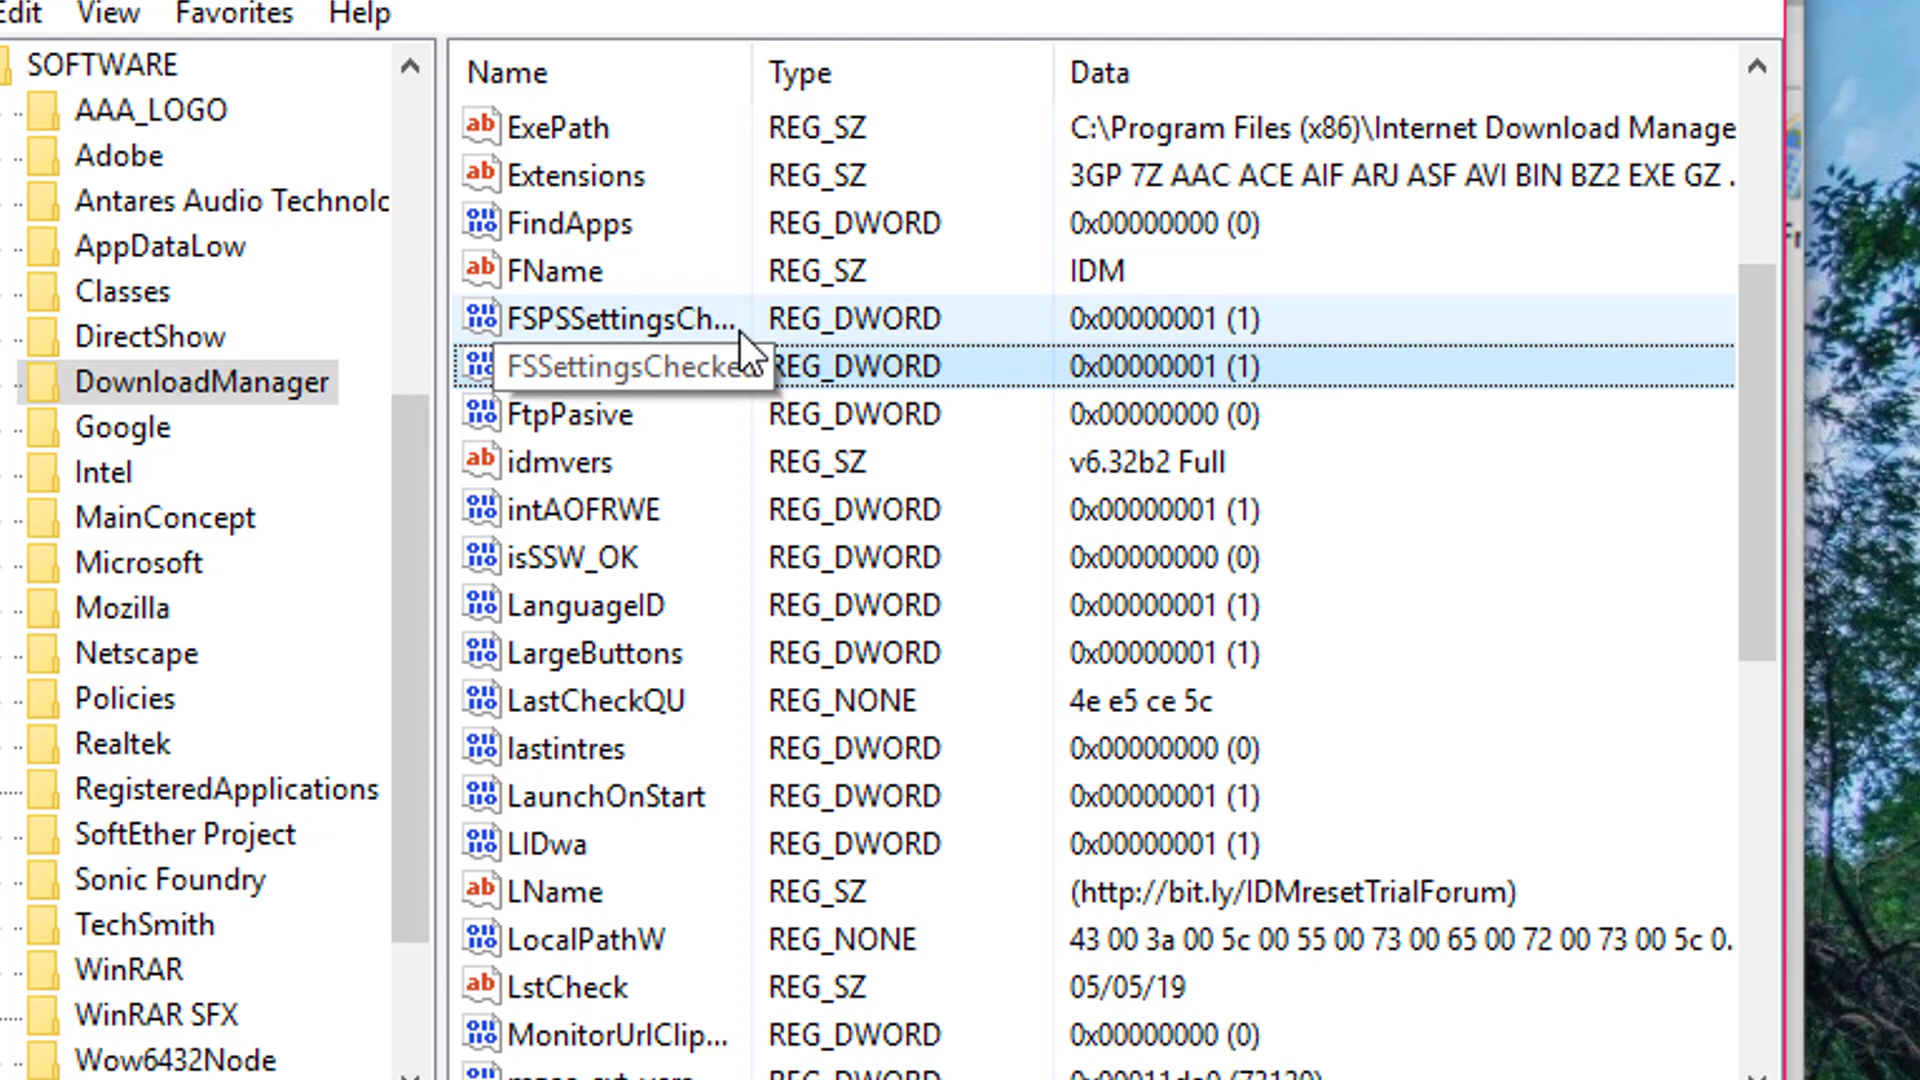 Edit View Favorites Help
SOFTWARE
AAA_LOGO
Adobe
Antares Audio Technolc
AppDataLow
Classes
DirectShow
DownloadManager
Google
Intel
MainConcept
Microsoft
Mozilla
Netscape
Policies
Realtek
RegisteredApplications
SoftEther Project
Sonic Foundry
TechSmith
WinRAR
WinRAR SFX
Wow6432Node
Name Type Data
ExePath REG_SZ C:\Program Files (x86)\Internet Download Manage
Extensions REG_SZ 3GP 7Z AAC ACE AIF ARJ ASF AVI BIN BZ2 EXE GZ .
FindApps REG_DWORD 0x00000000 (0)
FName REG_SZ IDM
FSPSSettingsCh... REG_DWORD 0x00000001 (1)
FSSettingsChecked REG_DWORD 0x00000001 (1)
FtpPasive REG_DWORD 0x00000000 (0)
idmvers REG_SZ v6.32b2 Full
intAOFRWE REG_DWORD 0x00000001 (1)
isSSW_OK REG_DWORD 0x00000000 (0)
LanguageID REG_DWORD 0x00000001 (1)
LargeButtons REG_DWORD 0x00000001 (1)
LastCheckQU REG_NONE 4e e5 ce 5c
lastintres REG_DWORD 0x00000000 (0)
LaunchOnStart REG_DWORD 0x00000001 (1)
LIDwa REG_DWORD 0x00000001 (1)
LName REG_SZ (http://bit.ly/IDMresetTrialForum)
LocalPathW REG_NONE 43 00 3a 00 5c 00 55 00 73 00 65 00 72 00 73 00 5c 0.
LstCheck REG_SZ 05/05/19
MonitorUrlClip... REG_DWORD 0x00000000 (0)